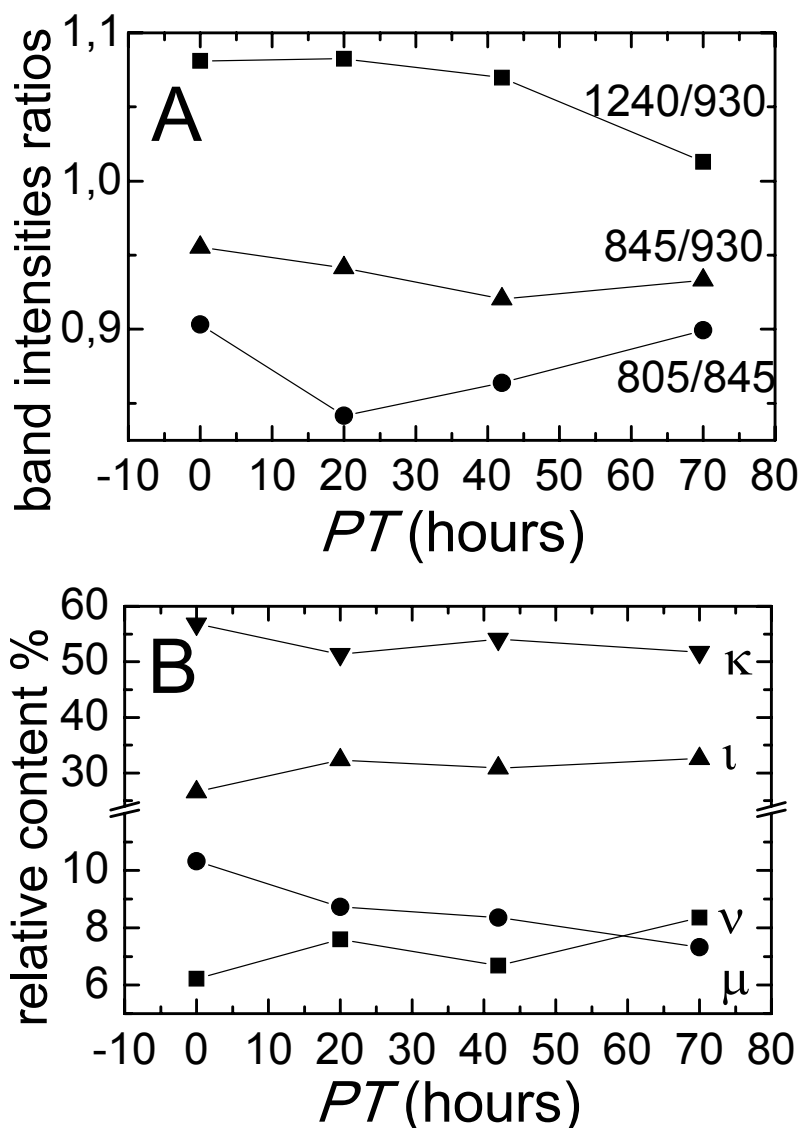 band intensities ratios
1,1
1,0
0,9
A
1240/930
845/930
805/845
-10 0 10 20 30 40 50 60 70 80
PT (hours)
relative content %
60
50
40
30
10
8
6
B
κ
ι
ν
μ
-10 0 10 20 30 40 50 60 70 80
PT (hours)